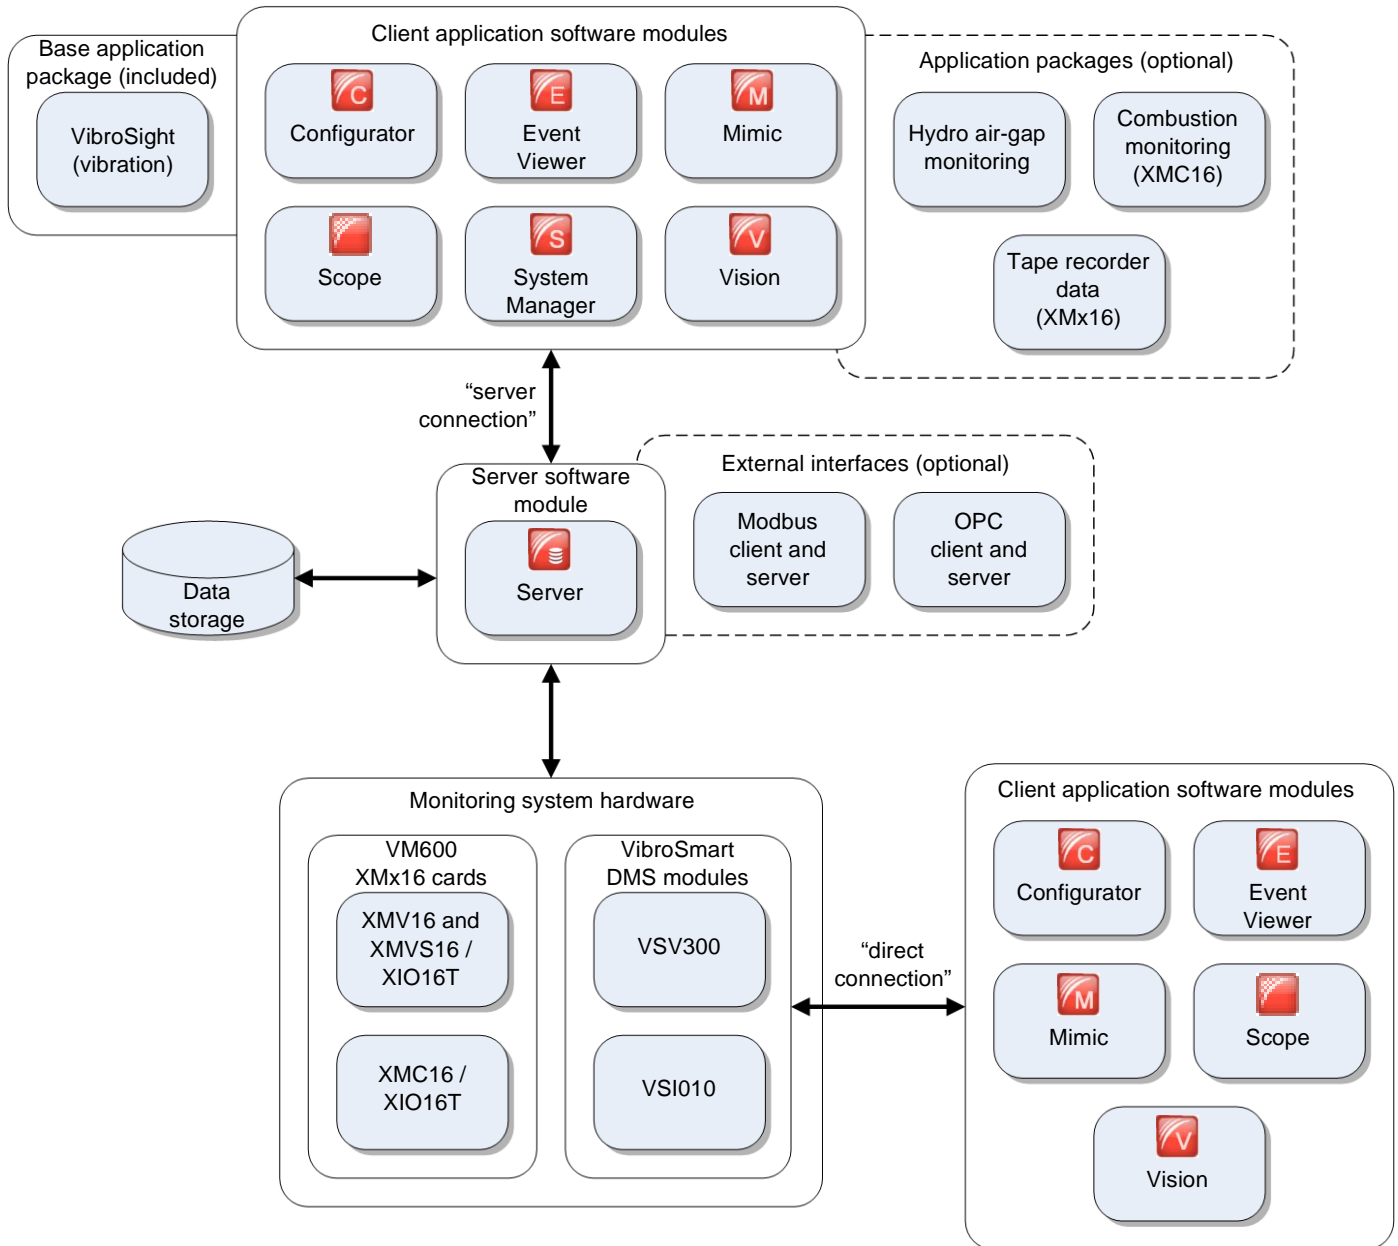 Base application
package (included)
VibroSight
(vibration)
Client application software modules
C
Configurator
E
Event
Viewer
M
Mimic
Scope
S
System
Manager
V
Vision
Application packages (optional)
Hydro air-gap
monitoring
Combustion
monitoring
(XMC16)
Tape recorder
data
(XMx16)
“server
connection”
Server software
module
Server
External interfaces (optional)
Modbus
client and
server
OPC
client and
server
Data
storage
Monitoring system hardware
VM600
XMx16 cards
XMV16 and
XMVS16 /
XIO16T
XMC16 /
XIO16T
VibroSmart
DMS modules
VSV300
VSI010
“direct
connection”
Client application software modules
C
Configurator
E
Event
Viewer
M
Mimic
Scope
V
Vision